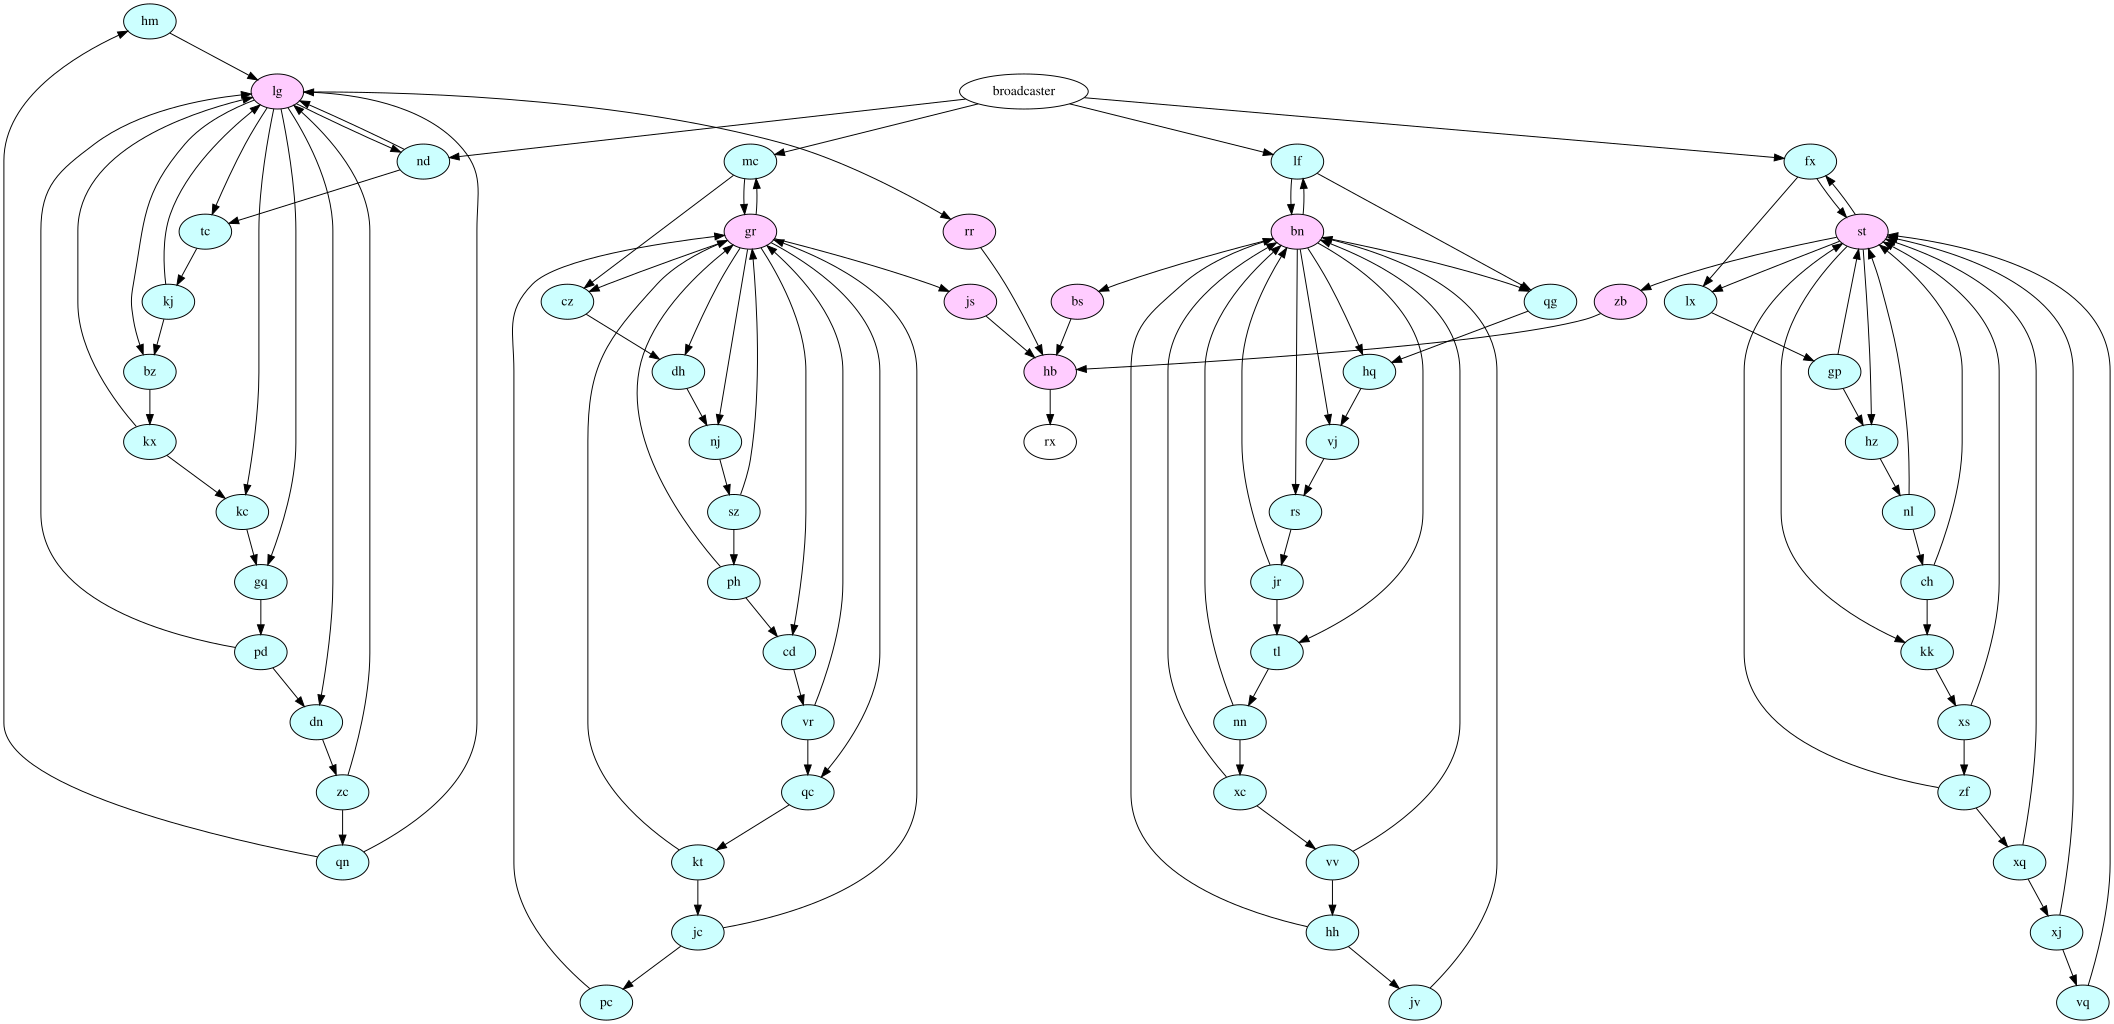 hm
lg
broadcaster
nd
mc
lf
fx
tc
gr
rr
bn
st
kj
cz
js
bs
qg
zb
lx
bz
dh
hb
hq
gp
kx
nj
rx
vj
hz
kc
sz
rs
nl
gq
ph
jr
ch
pd
cd
tl
kk
dn
vr
nn
xs
zc
qc
xc
zf
qn
kt
vv
xq
jc
hh
xj
pc
jv
vq